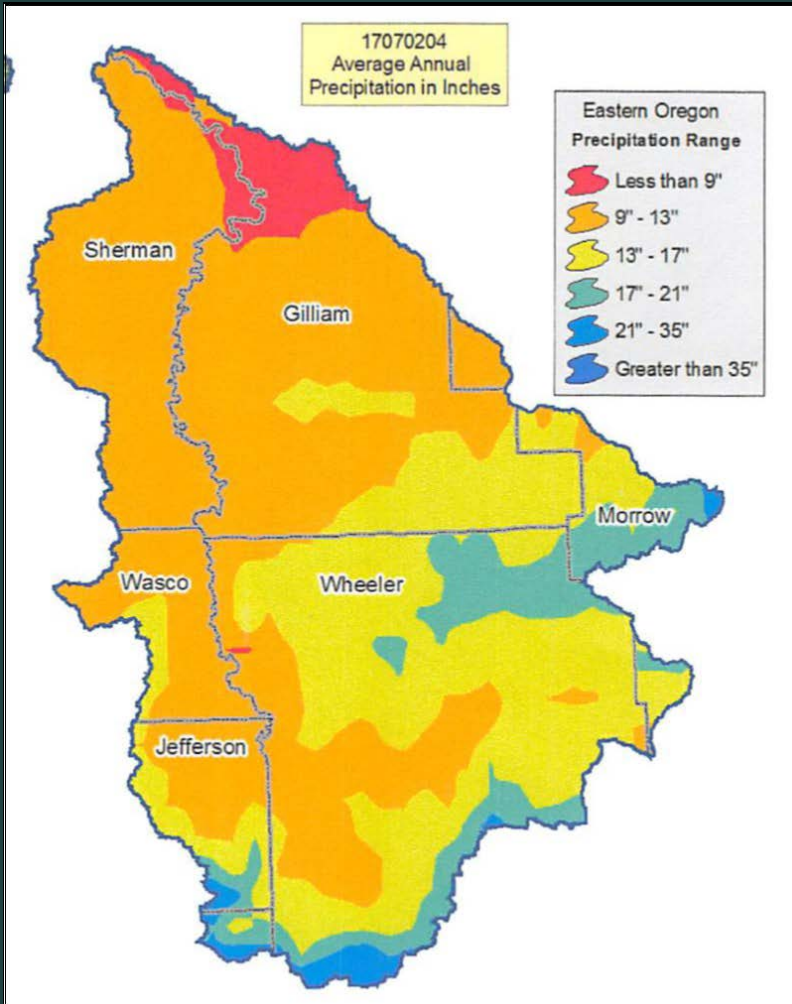 17070204
Average Annual
Precipitation in Inches
Eastern Oregon
Precipitation Range
Less than 9"
9" - 13"
13" - 17"
17" - 21"
21" - 35"
Greater than 35"
Sherman
Gilliam
Morrow
Wasco
Wheeler
Jefferson